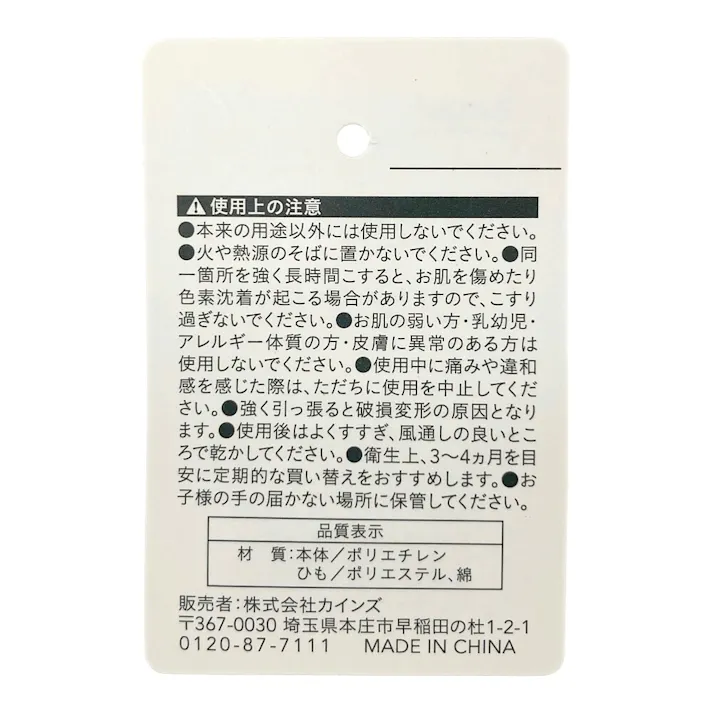 ⚠使用上の注意
●本来の用途以外には使用しないでください。
●火や熱源のそばに置かないでください。●同
一箇所を強く長時間こすると、お肌を傷めたり
色素沈着が起こる場合がありますので、こすり
過ぎないでください。●お肌の弱い方・乳幼児・
アレルギー体質の方・皮膚に異常のある方は
使用しないでください。●使用中に痛みや違和
感を感じた際は、ただちに使用を中止してくだ
さい。●強く引っ張ると破損変形の原因となり
ます。●使用後はよくすすぎ、風通しの良いとこ
ろで乾かしてください。●衛生上、3〜4ヵ月を目
安に定期的な買い替えをおすすめします。●お
子様の手の届かない場所に保管してください。
品質表示
材 質:本体/ポリエチレン
ひも/ポリエステル、綿
販売者:株式会社カインズ
〒367-0030 埼玉県本庄市早稲田の杜1-2-1
0120-87-7111 MADE IN CHINA